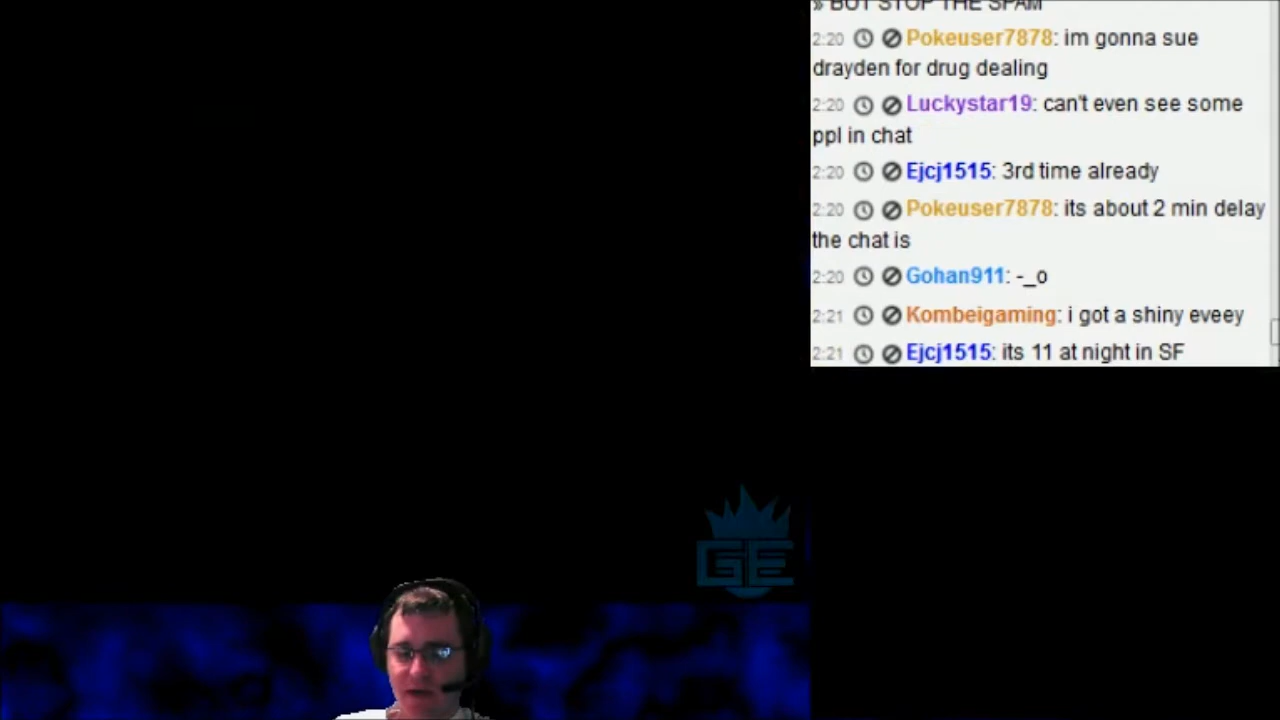 » BUT STOP THE SPAM
2:20 Pokeuser7878: im gonna sue
drayden for drug dealing
2:20 Luckystar19: can't even see some
ppl in chat
2:20 Ejcj1515: 3rd time already
2:20 Pokeuser7878: its about 2 min delay
the chat is
2:20 Gohan911: -_o
2:21 Kombeigaming: i got a shiny eveey
2:21 Ejcj1515: its 11 at night in SF
GE